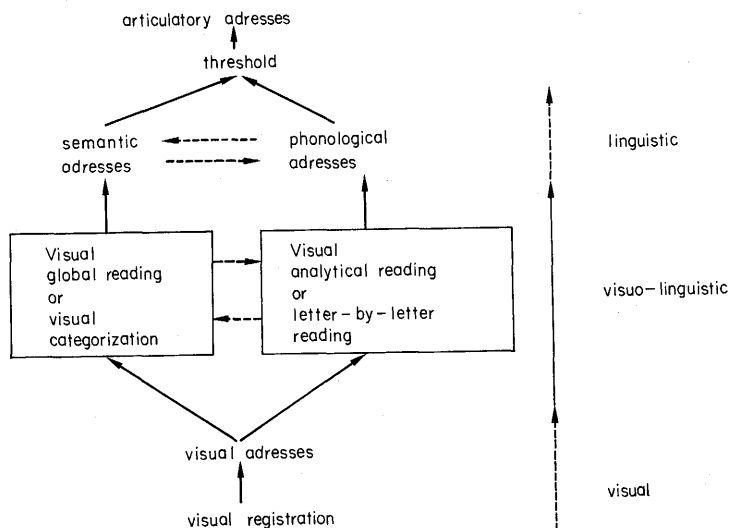 articulatory adresses
threshold
semantic
adresses
phonological
adresses
linguistic
Visual
global reading
or
visual
categorization
Visual
analytical reading
or
letter-by-letter
reading
visuo-linguistic
visual adresses
visual registration
visual